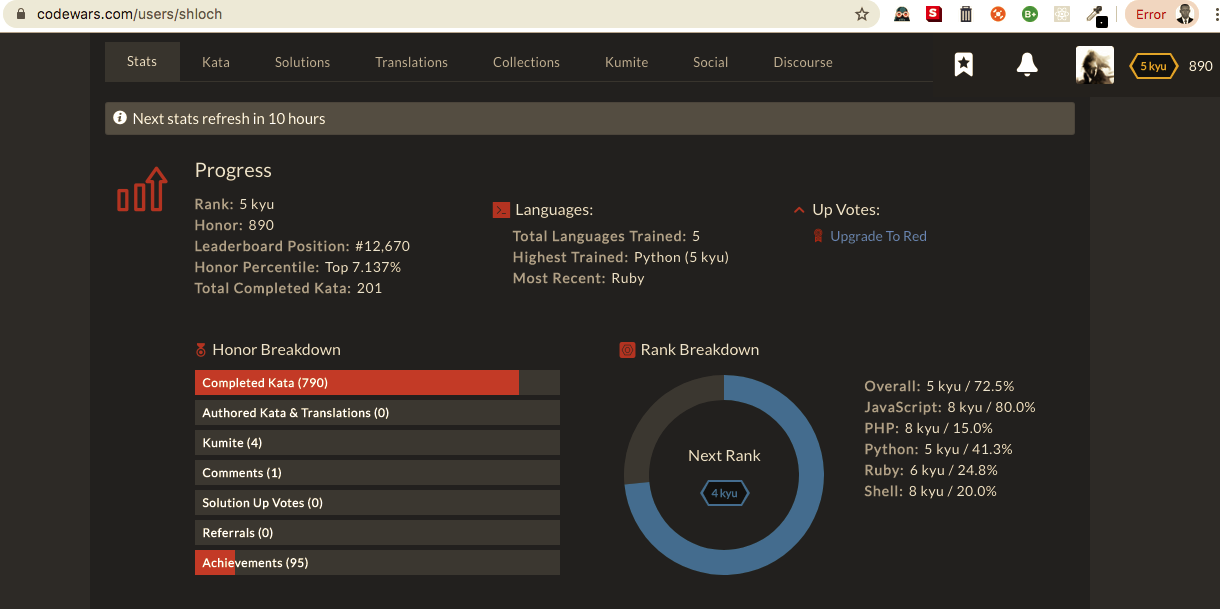 codewars.com/users/shloch
S
B+
Error
Stats
Kata
Solutions
Translations
Collections
Kumite
Social
Discourse
5 kyu
890
Next stats refresh in 10 hours
Progress
Rank: 5 kyu
Honor: 890
Leaderboard Position: #12,670
Honor Percentile: Top 7.137%
Total Completed Kata: 201
Languages:
Total Languages Trained: 5
Highest Trained: Python (5 kyu)
Most Recent: Ruby
Up Votes:
Upgrade To Red
Honor Breakdown
Completed Kata (790)
Authored Kata & Translations (0)
Kumite (4)
Comments (1)
Solution Up Votes (0)
Referrals (0)
Achievements (95)
Rank Breakdown
Next Rank
4 kyu
Overall: 5 kyu / 72.5%
JavaScript: 8 kyu / 80.0%
PHP: 8 kyu / 15.0%
Python: 5 kyu / 41.3%
Ruby: 6 kyu / 24.8%
Shell: 8 kyu / 20.0%